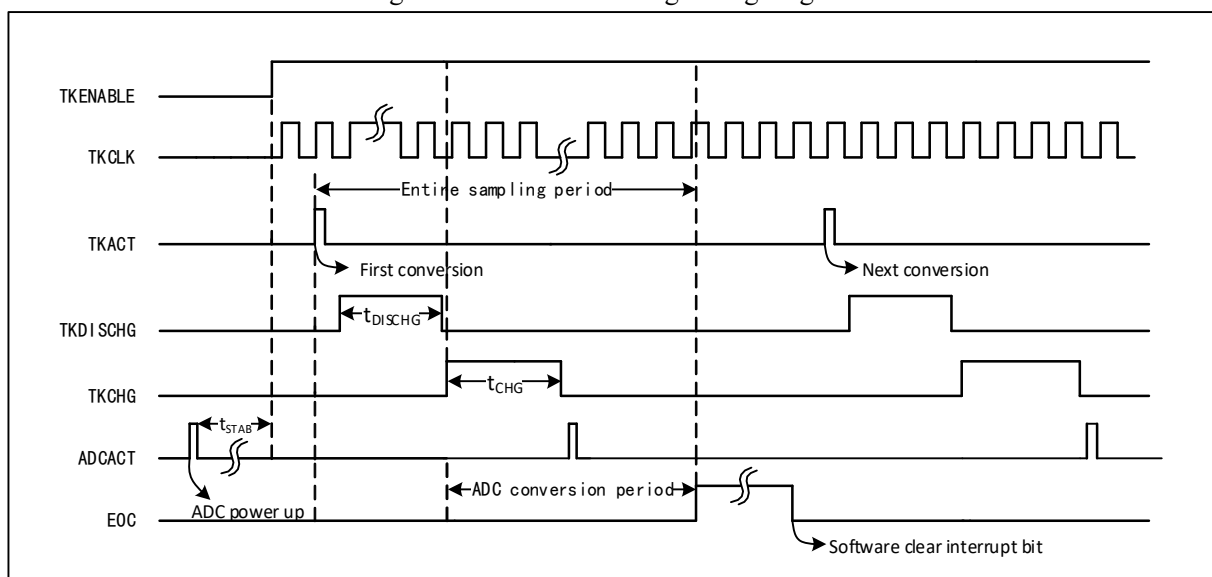 TKENABLE
TKCLK
Entire sampling period
TKACT
First conversion
Next conversion
TKDISCHG
tDISCHG
TKCHG
tCHG
tSTAB
ADCACT
ADC conversion period
ADC power up
EOC
Software clear interrupt bit